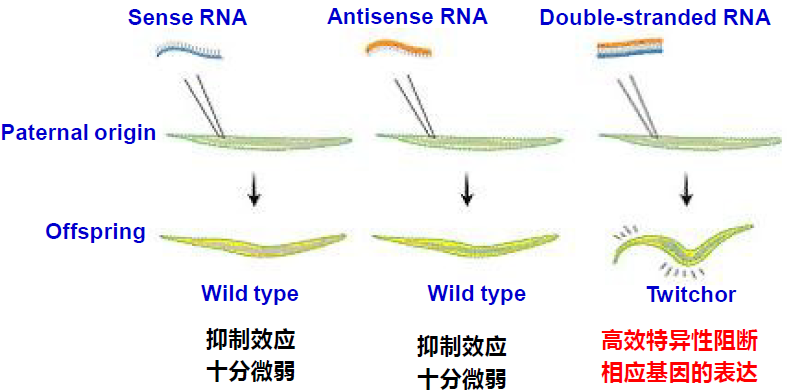 Sense RNA
Antisense RNA
Double-stranded RNA
Paternal origin
Offspring
Wild type
Wild type
Twitchor
抑制效应
十分微弱
抑制效应
十分微弱
高效特异性阻断
相应基因的表达